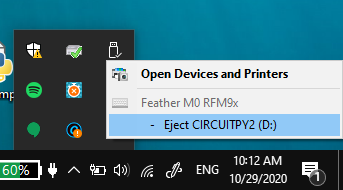 Open Devices and Printers
Feather M0 RFM9x
- Eject CIRCUITPY2 (D:)
60%
ENG
10:12 AM
10/29/2020
1